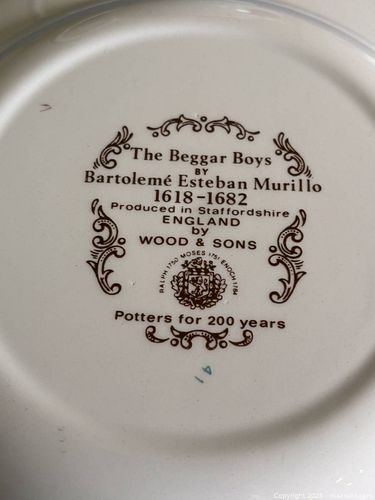 The Beggar Boys
BY
Bartolemé Esteban Murillo
1618-1682
Produced in Staffordshire
ENGLAND
by
WOOD & SONS
RALPH 1750 MOSES 1751 ENOCH 1784
Potters for 200 years
41